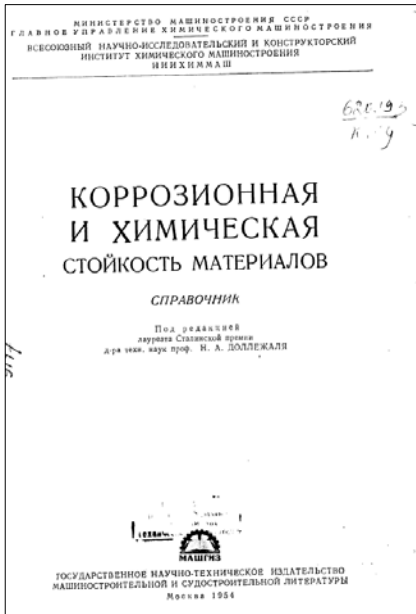 МИНИСТЕРСТВО МАШИНОСТРОЕНИЯ СССР
ГЛАВНОЕ УПРАВЛЕНИЕ ХИМИЧЕСКОГО МАШИНОСТРОЕНИЯ
ВСЕСОЮЗНЫЙ НАУЧНО-ИССЛЕДОВАТЕЛЬСКИЙ И КОНСТРУКТОРСКИЙ
ИНСТИТУТ ХИМИЧЕСКОГО МАШИНОСТРОЕНИЯ
НИИХИММАШ
620.193
КОРРОЗИОННАЯ
И ХИМИЧЕСКАЯ
СТОЙКОСТЬ МАТЕРИАЛОВ
СПРАВОЧНИК
Под редакцией
лауреата Сталинской премии
д-ра техн. наук проф. Н. А. ДОЛЛЕЖАЛЯ
МАШГИЗ
ГОСУДАРСТВЕННОЕ НАУЧНО-ТЕХНИЧЕСКОЕ ИЗДАТЕЛЬСТВО
МАШИНОСТРОИТЕЛЬНОЙ И СУДОСТРОИТЕЛЬНОЙ ЛИТЕРАТУРЫ
Москва 1954